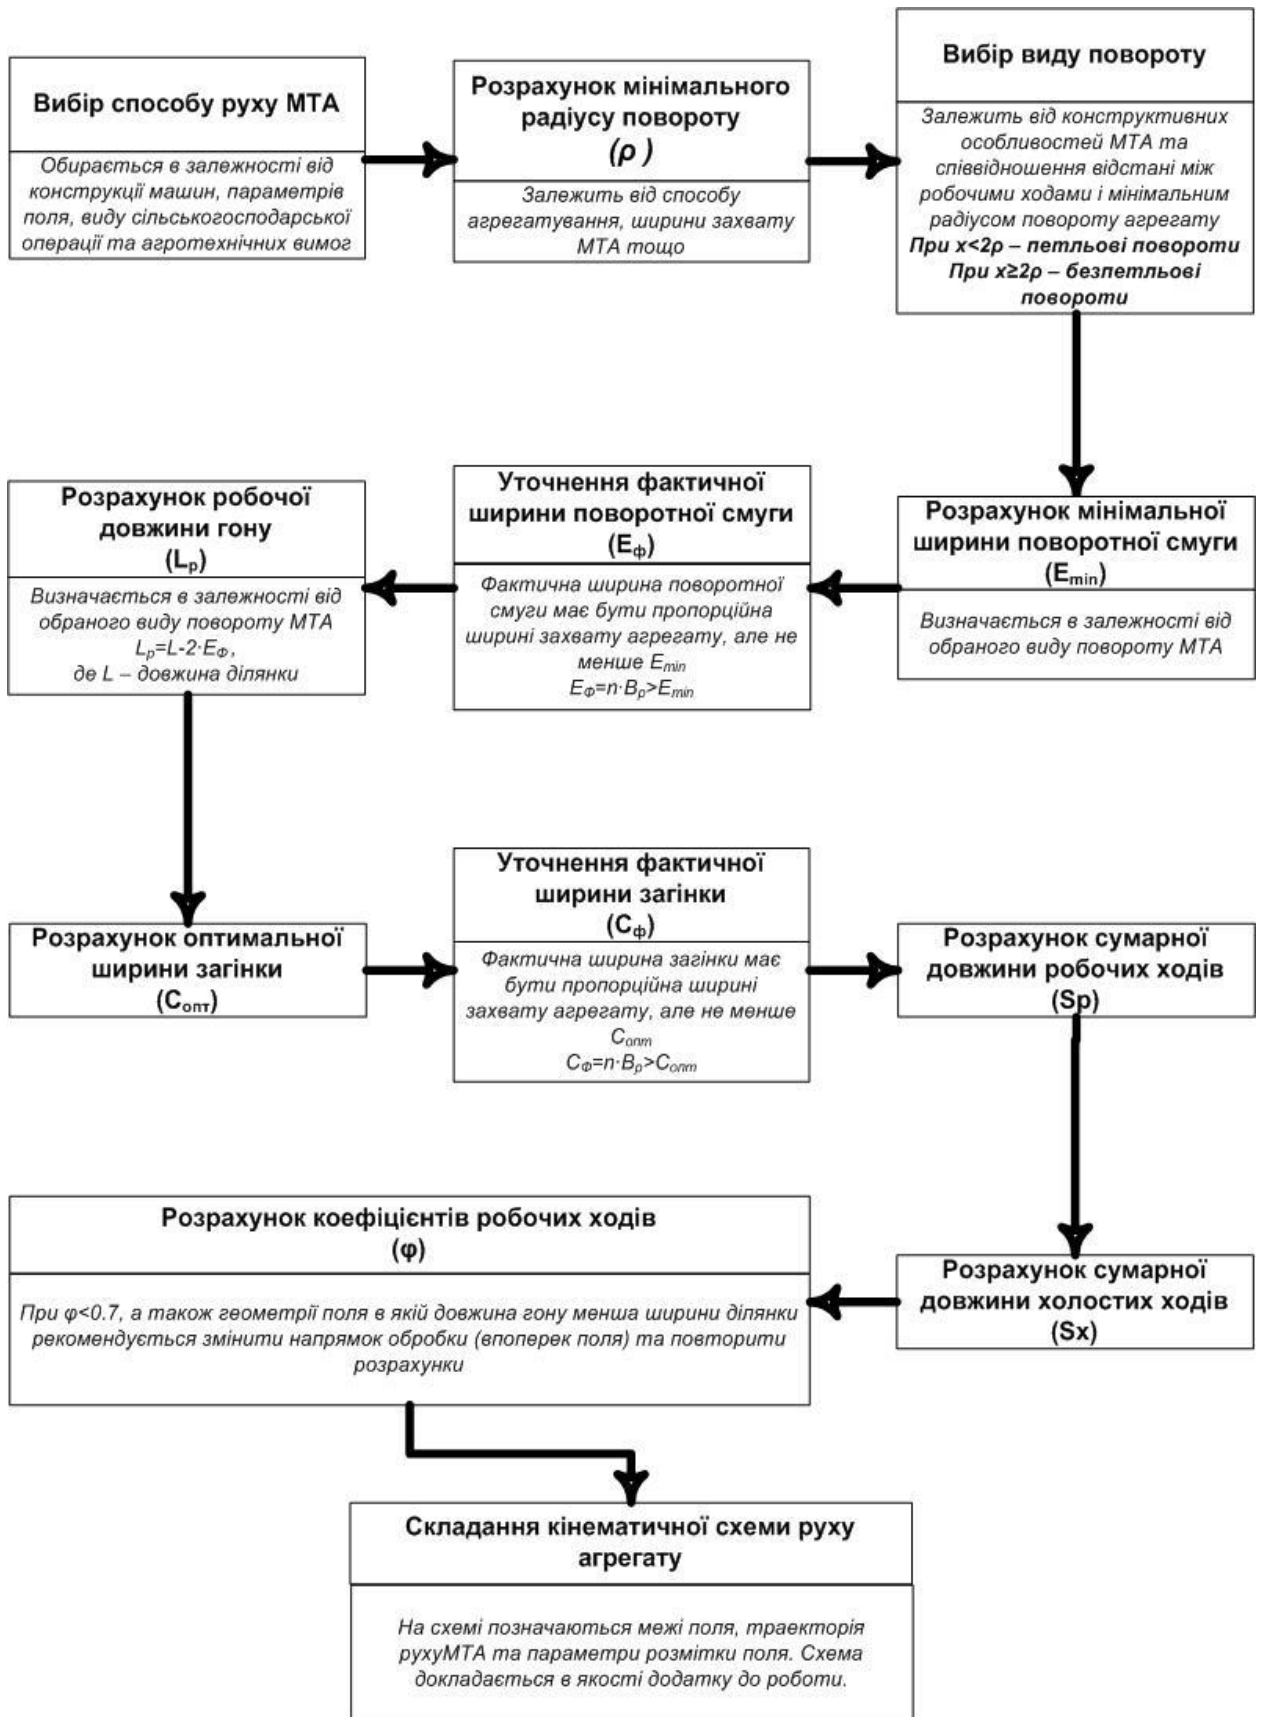 Вибір способу руху МТА
Обирається в залежності від
конструкції машин, параметрів
поля, виду сільськогосподарської
операції та агротехнічних вимог
Розрахунок мінімального
радіусу повороту
(ρ )
Залежить від способу
агрегатування, ширини захвату
МТА тощо
Вибір виду повороту
Залежить від конструктивних
особливостей МТА та
співвідношення відстані між
робочими ходами і мінімальним
радіусом повороту агрегату
При x<2ρ – петльові повороти
При x≥2ρ – безпетльові
повороти
Розрахунок мінімальної
ширини поворотної смуги
(Emin)
Визначається в залежності від
обраного виду повороту МТА
Уточнення фактичної
ширини поворотної смуги
(Eф)
Фактична ширина поворотної
смуги має бути пропорційна
ширині захвату агрегату, але не
менше Emin
EФ=n·Bp>Emin
Розрахунок робочої
довжини гону
(Lр)
Визначається в залежності від
обраного виду повороту МТА
Lp=L-2·EФ,
де L – довжина ділянки
Розрахунок оптимальної
ширини загінки
(Cопт)
Уточнення фактичної
ширини загінки
(Cф)
Фактична ширина загінки має
бути пропорційна ширині
захвату агрегату, але не менше
Cопт
CФ=n·Bp>Cопт
Розрахунок сумарної
довжини робочих ходів
(Sp)
Розрахунок сумарної
довжини холостих ходів
(Sx)
Розрахунок коефіцієнтів робочих ходів
(φ)
При φ<0.7, а також геометрії поля в якій довжина гону менша ширини ділянки
рекомендується змінити напрямок обробки (впоперек поля) та повторити
розрахунки
Складання кінематичної схеми руху
агрегату
На схемі позначаються межі поля, траекторія
рухуМТА та параметри розмітки поля. Схема
докладається в якості додатку до роботи.